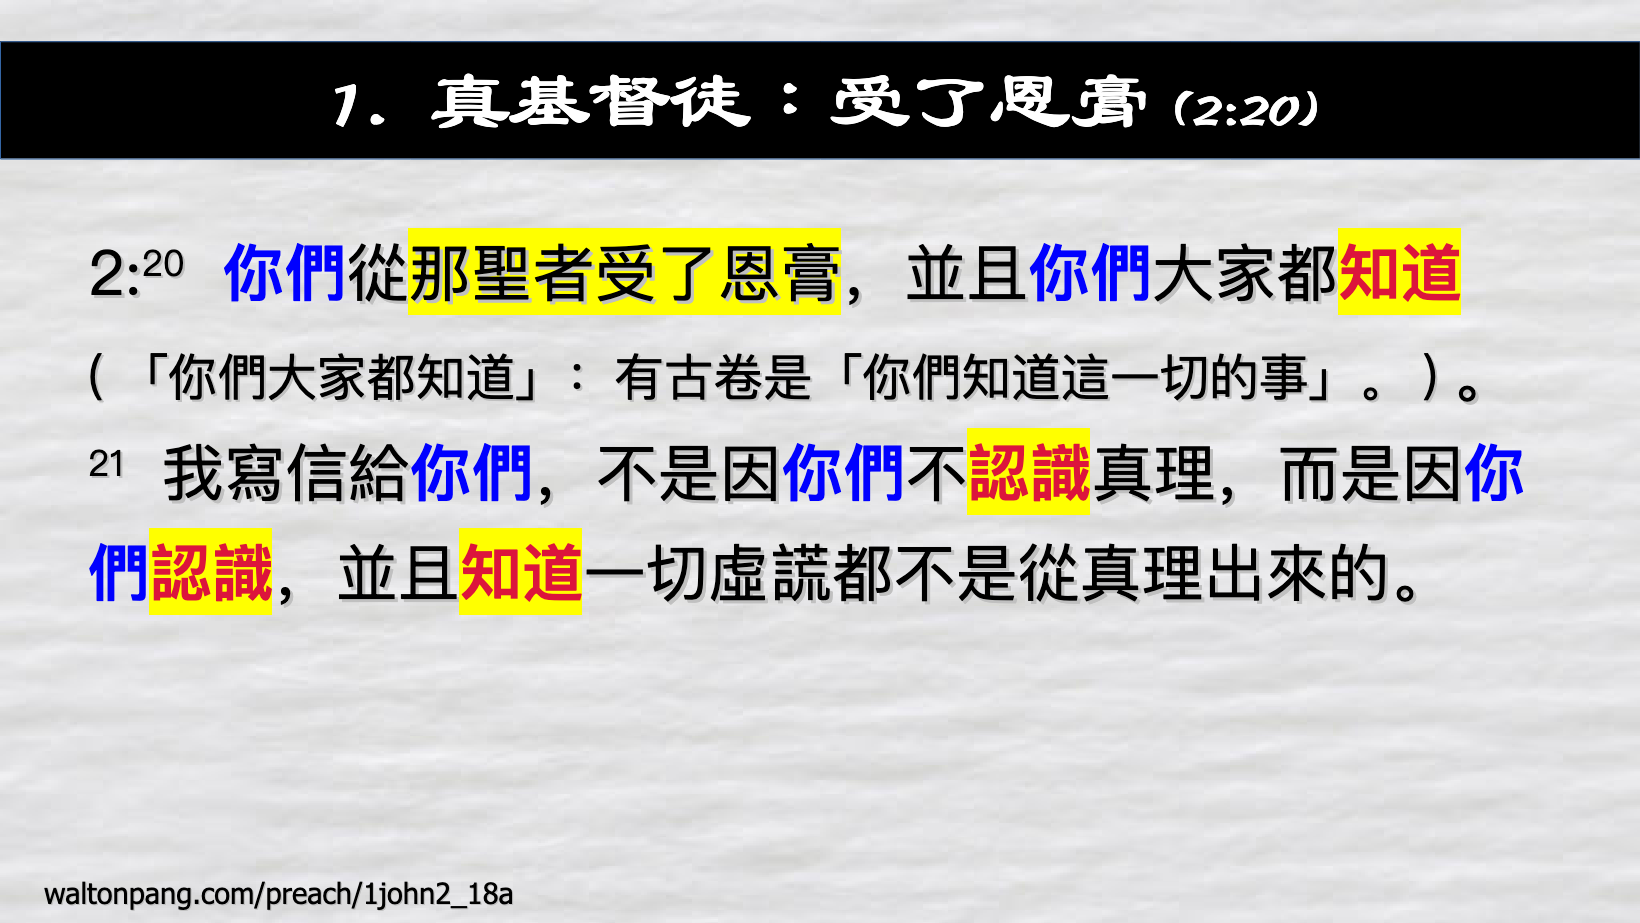 1. 真基督徒：受了恩膏 (2:20)
2:20 你們從那聖者受了恩膏，並且你們大家都知道
(「你們大家都知道」：有古卷是「你們知道這一切的事」。)。
21 我寫信給你們，不是因你們不認識真理，而是因你
們認識，並且知道一切虛謊都不是從真理出來的。
waltonpang.com/preach/1john2_18a